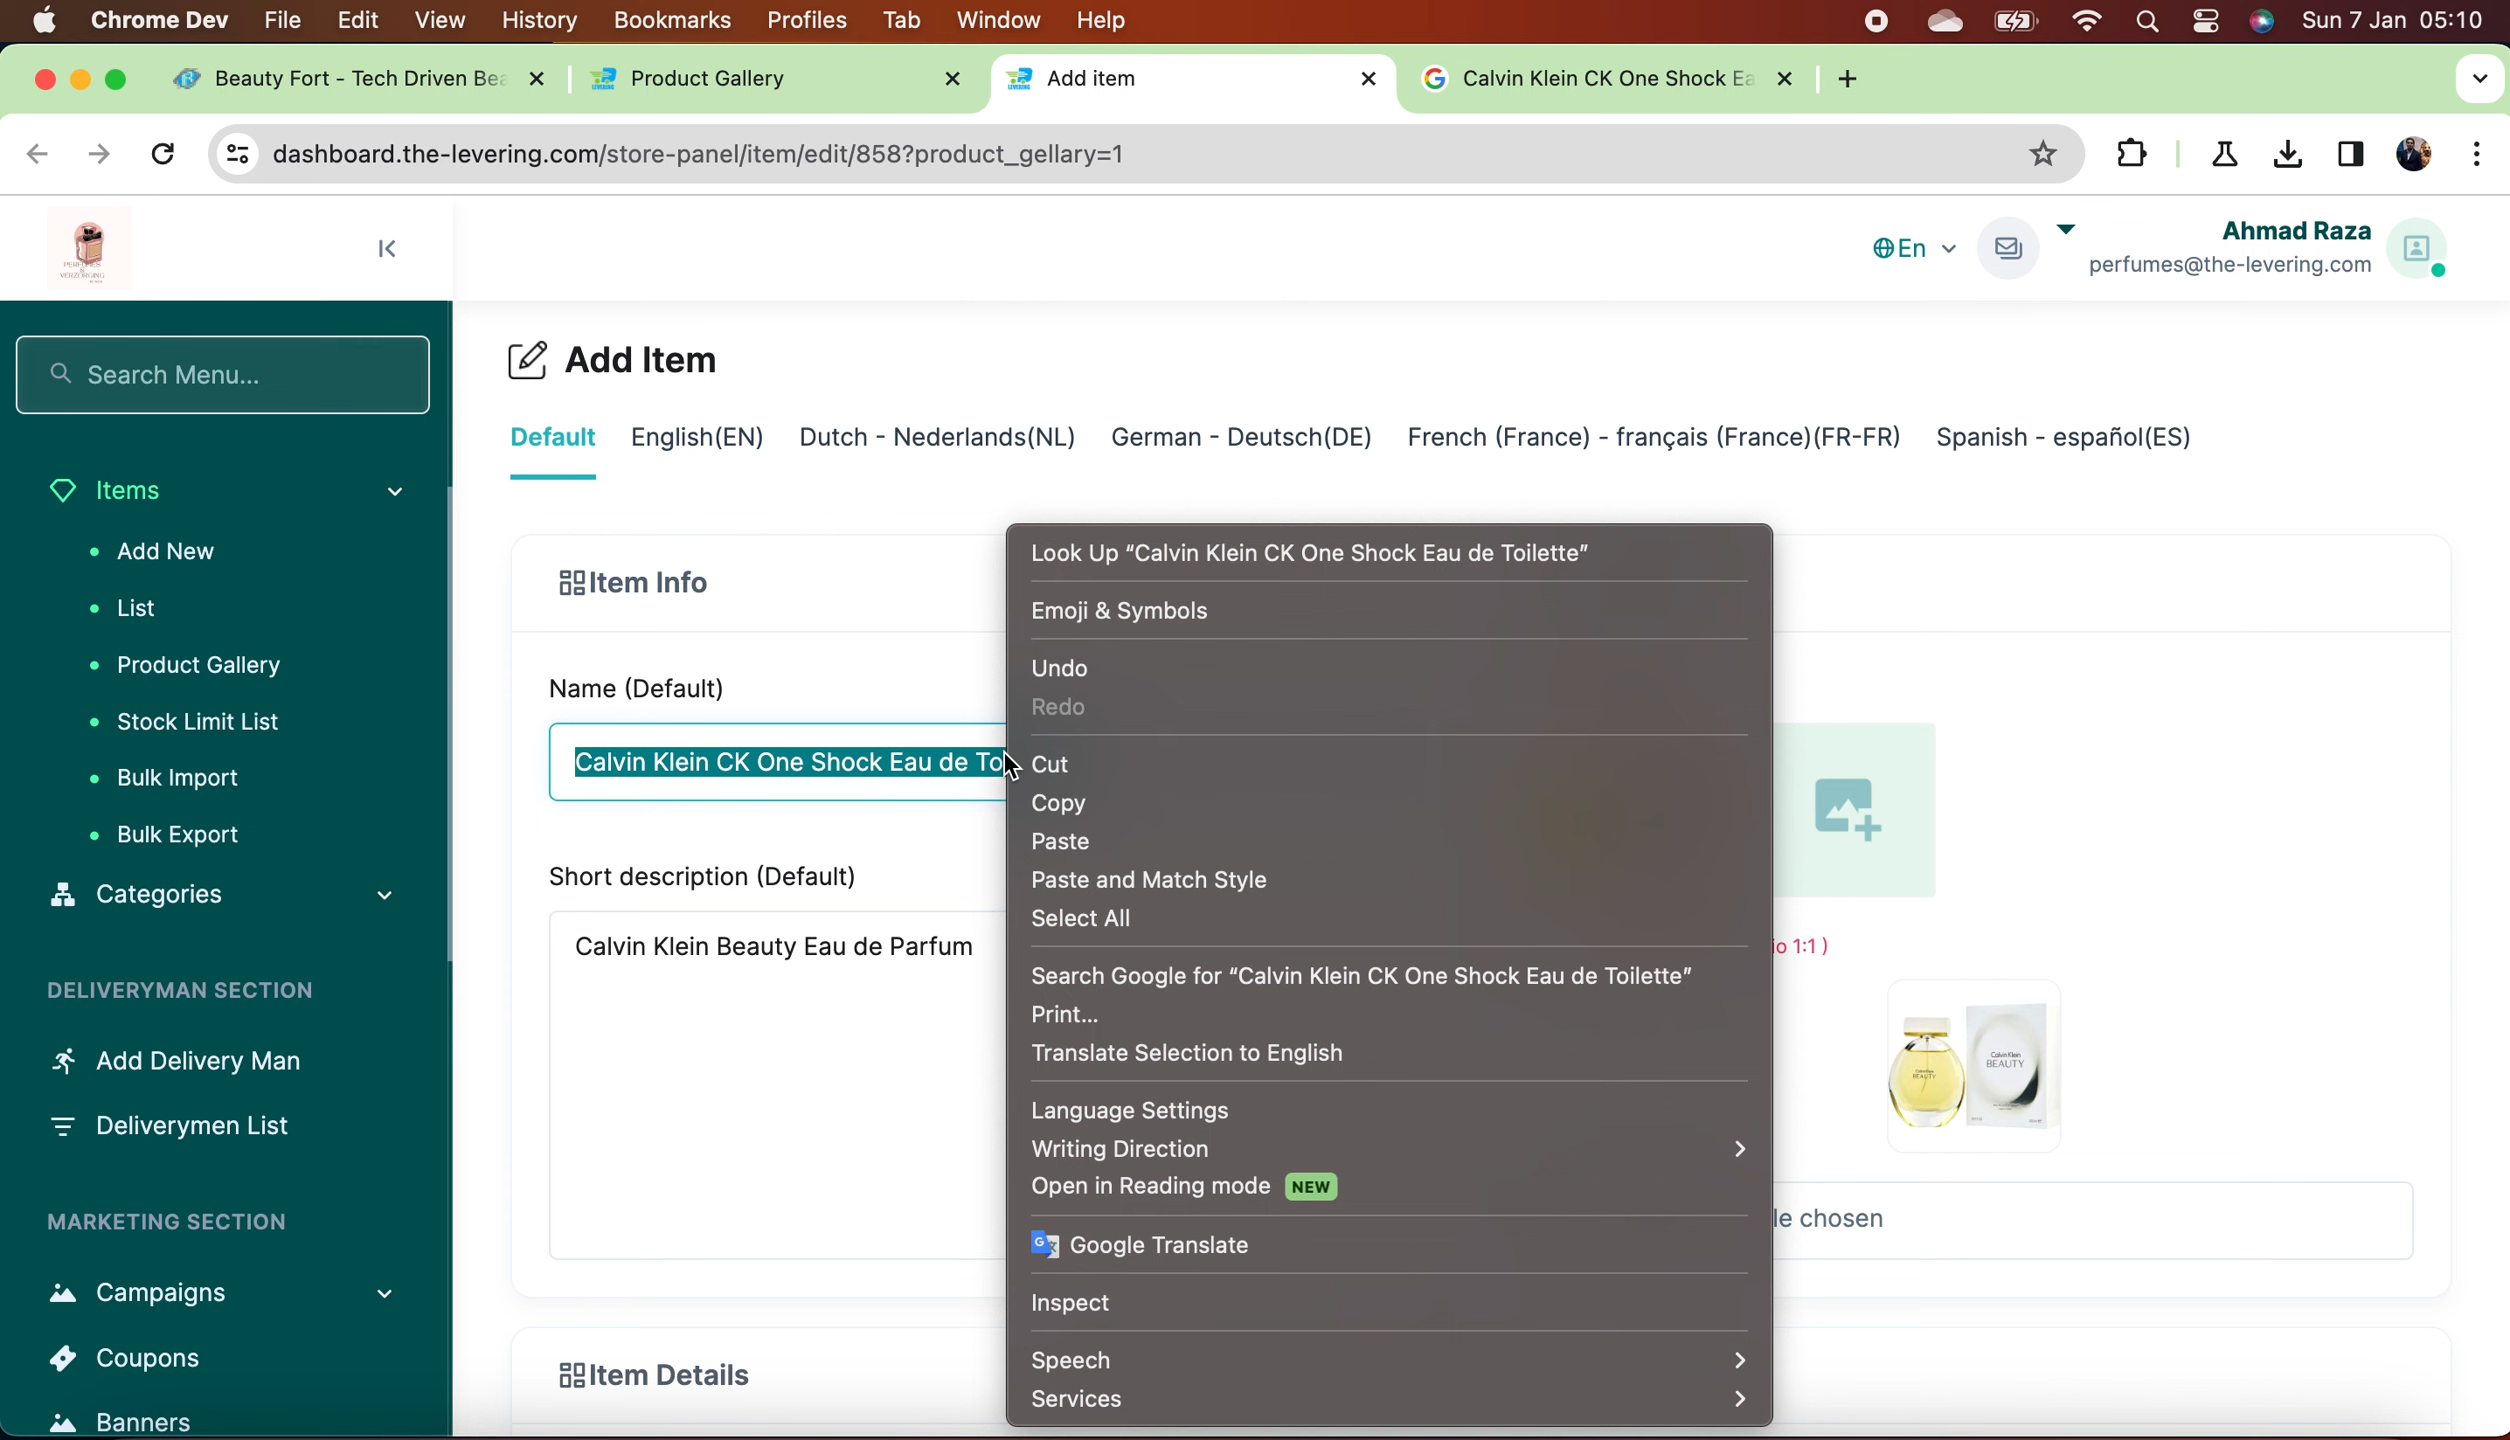 Chrome Dev File Edit View History Bookmarks Profiles Tab Window Help Sun 7 Jan 05:10
Beauty Fort - Tech Driven Bea Product Gallery Add item Calvin Klein CK One Shock Ea
dashboard.the-levering.com/store-panel/item/edit/858?product_gellary=1
PERFUMES
&
VERZORGING
En
Ahmad Raza
perfumes@the-levering.com
Search Menu...
Items
Add New
List
Product Gallery
Stock Limit List
Bulk Import
Bulk Export
Categories
DELIVERYMAN SECTION
Add Delivery Man
Deliverymen List
MARKETING SECTION
Campaigns
Coupons
Banners
Add Item
Default English(EN) Dutch - Nederlands(NL) German - Deutsch(DE) French (France) - français (France)(FR-FR) Spanish - español(ES)
Item Info
Name (Default)
Calvin Klein CK One Shock Eau de To
Short description (Default)
Calvin Klein Beauty Eau de Parfum
Item Details
Look Up “Calvin Klein CK One Shock Eau de Toilette”
Emoji & Symbols
Undo
Redo
Cut
Copy
Paste
Paste and Match Style
Select All
Search Google for “Calvin Klein CK One Shock Eau de Toilette”
Print...
Translate Selection to English
Language Settings
Writing Direction
Open in Reading mode NEW
Google Translate
Inspect
Speech
Services
io 1:1 )
Calvin Klein
BEAUTY
le chosen